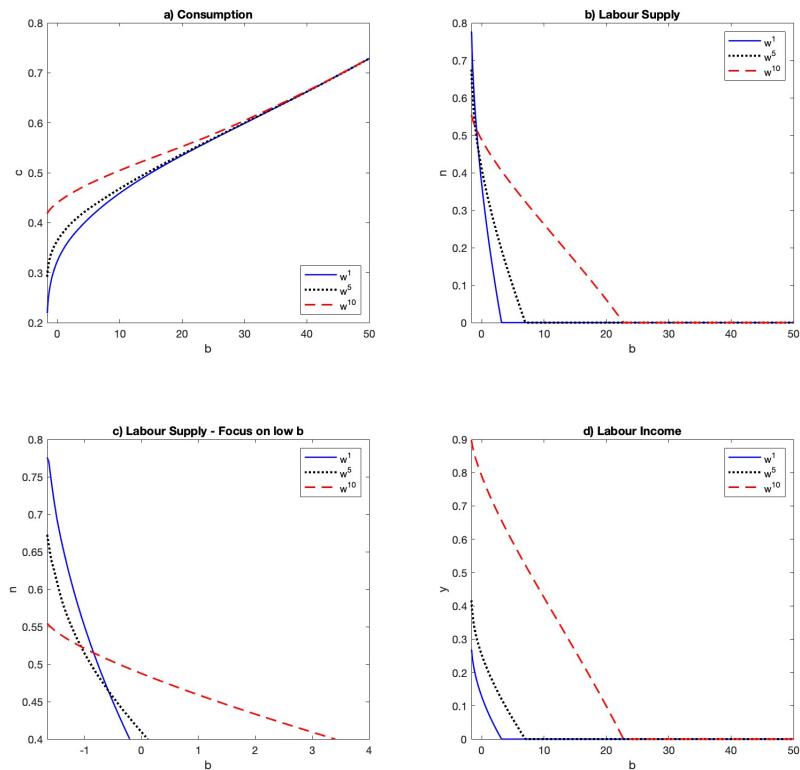 a) Consumption
0.8
0.7
0.6
0.5
0.4
0.3
0.2
c
0
10
20
30
40
50
b
w¹
w⁵
w¹⁰
b) Labour Supply
0.8
0.7
0.6
0.5
0.4
0.3
0.2
0.1
0
n
0
10
20
30
40
50
b
w¹
w⁵
w¹⁰
c) Labour Supply - Focus on low b
0.8
0.75
0.7
0.65
0.6
0.55
0.5
0.45
0.4
n
-1
0
1
2
3
4
b
w¹
w⁵
w¹⁰
d) Labour Income
0.9
0.8
0.7
0.6
0.5
0.4
0.3
0.2
0.1
0
y
0
10
20
30
40
50
b
w¹
w⁵
w¹⁰